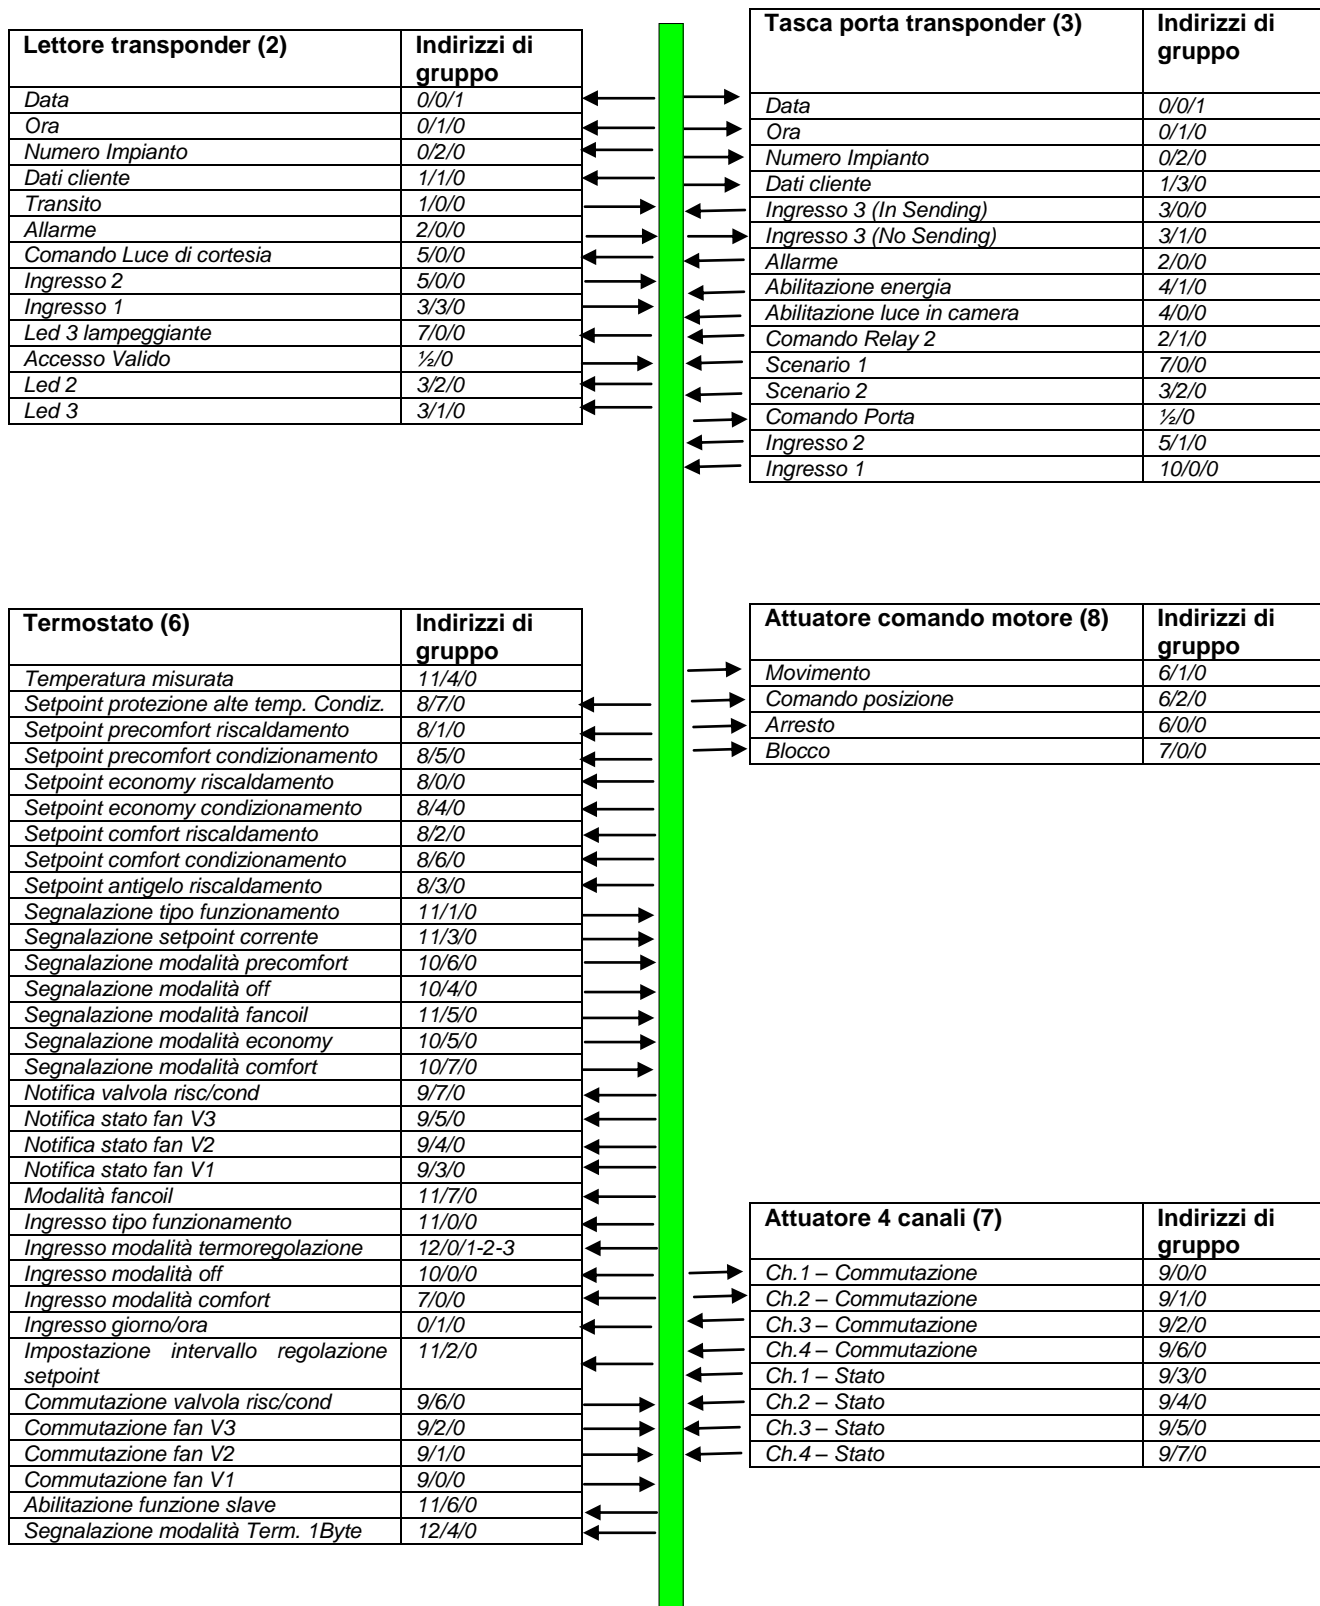 Lettore transponder (2) Indirizzi di
gruppo
Data 0/0/1
Ora 0/1/0
Numero Impianto 0/2/0
Dati cliente 1/1/0
Transito 1/0/0
Allarme 2/0/0
Comando Luce di cortesia 5/0/0
Ingresso 2 5/0/0
Ingresso 1 3/3/0
Led 3 lampeggiante 7/0/0
Accesso Valido ½/0
Led 2 3/2/0
Led 3 3/1/0
Tasca porta transponder (3) Indirizzi di
gruppo
Data 0/0/1
Ora 0/1/0
Numero Impianto 0/2/0
Dati cliente 1/3/0
Ingresso 3 (In Sending) 3/0/0
Ingresso 3 (No Sending) 3/1/0
Allarme 2/0/0
Abilitazione energia 4/1/0
Abilitazione luce in camera 4/0/0
Comando Relay 2 2/1/0
Scenario 1 7/0/0
Scenario 2 3/2/0
Comando Porta ½/0
Ingresso 2 5/1/0
Ingresso 1 10/0/0
Termostato (6) Indirizzi di
gruppo
Temperatura misurata 11/4/0
Setpoint protezione alte temp. Condiz. 8/7/0
Setpoint precomfort riscaldamento 8/1/0
Setpoint precomfort condizionamento 8/5/0
Setpoint economy riscaldamento 8/0/0
Setpoint economy condizionamento 8/4/0
Setpoint comfort riscaldamento 8/2/0
Setpoint comfort condizionamento 8/6/0
Setpoint antigelo riscaldamento 8/3/0
Segnalazione tipo funzionamento 11/1/0
Segnalazione setpoint corrente 11/3/0
Segnalazione modalità precomfort 10/6/0
Segnalazione modalità off 10/4/0
Segnalazione modalità fancoil 11/5/0
Segnalazione modalità economy 10/5/0
Segnalazione modalità comfort 10/7/0
Notifica valvola risc/cond 9/7/0
Notifica stato fan V3 9/5/0
Notifica stato fan V2 9/4/0
Notifica stato fan V1 9/3/0
Modalità fancoil 11/7/0
Ingresso tipo funzionamento 11/0/0
Ingresso modalità termoregolazione 12/0/1-2-3
Ingresso modalità off 10/0/0
Ingresso modalità comfort 7/0/0
Ingresso giorno/ora 0/1/0
Impostazione intervallo regolazione 11/2/0
setpoint
Commutazione valvola risc/cond 9/6/0
Commutazione fan V3 9/2/0
Commutazione fan V2 9/1/0
Commutazione fan V1 9/0/0
Abilitazione funzione slave 11/6/0
Segnalazione modalità Term. 1Byte 12/4/0
Attuatore comando motore (8) Indirizzi di
gruppo
Movimento 6/1/0
Comando posizione 6/2/0
Arresto 6/0/0
Blocco 7/0/0
Attuatore 4 canali (7) Indirizzi di
gruppo
Ch.1 – Commutazione 9/0/0
Ch.2 – Commutazione 9/1/0
Ch.3 – Commutazione 9/2/0
Ch.4 – Commutazione 9/6/0
Ch.1 – Stato 9/3/0
Ch.2 – Stato 9/4/0
Ch.3 – Stato 9/5/0
Ch.4 – Stato 9/7/0